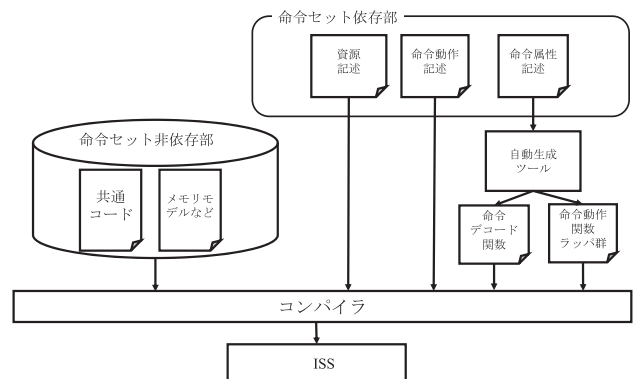 命令セット依存部
資源
記述
命令動作
記述
命令属性
記述
命令セット非依存部
共通
コード
メモリモ
デルなど
自動生成
ツール
命令
デコード
関数
命令動作
関数
ラッパ群
コンパイラ
ISS